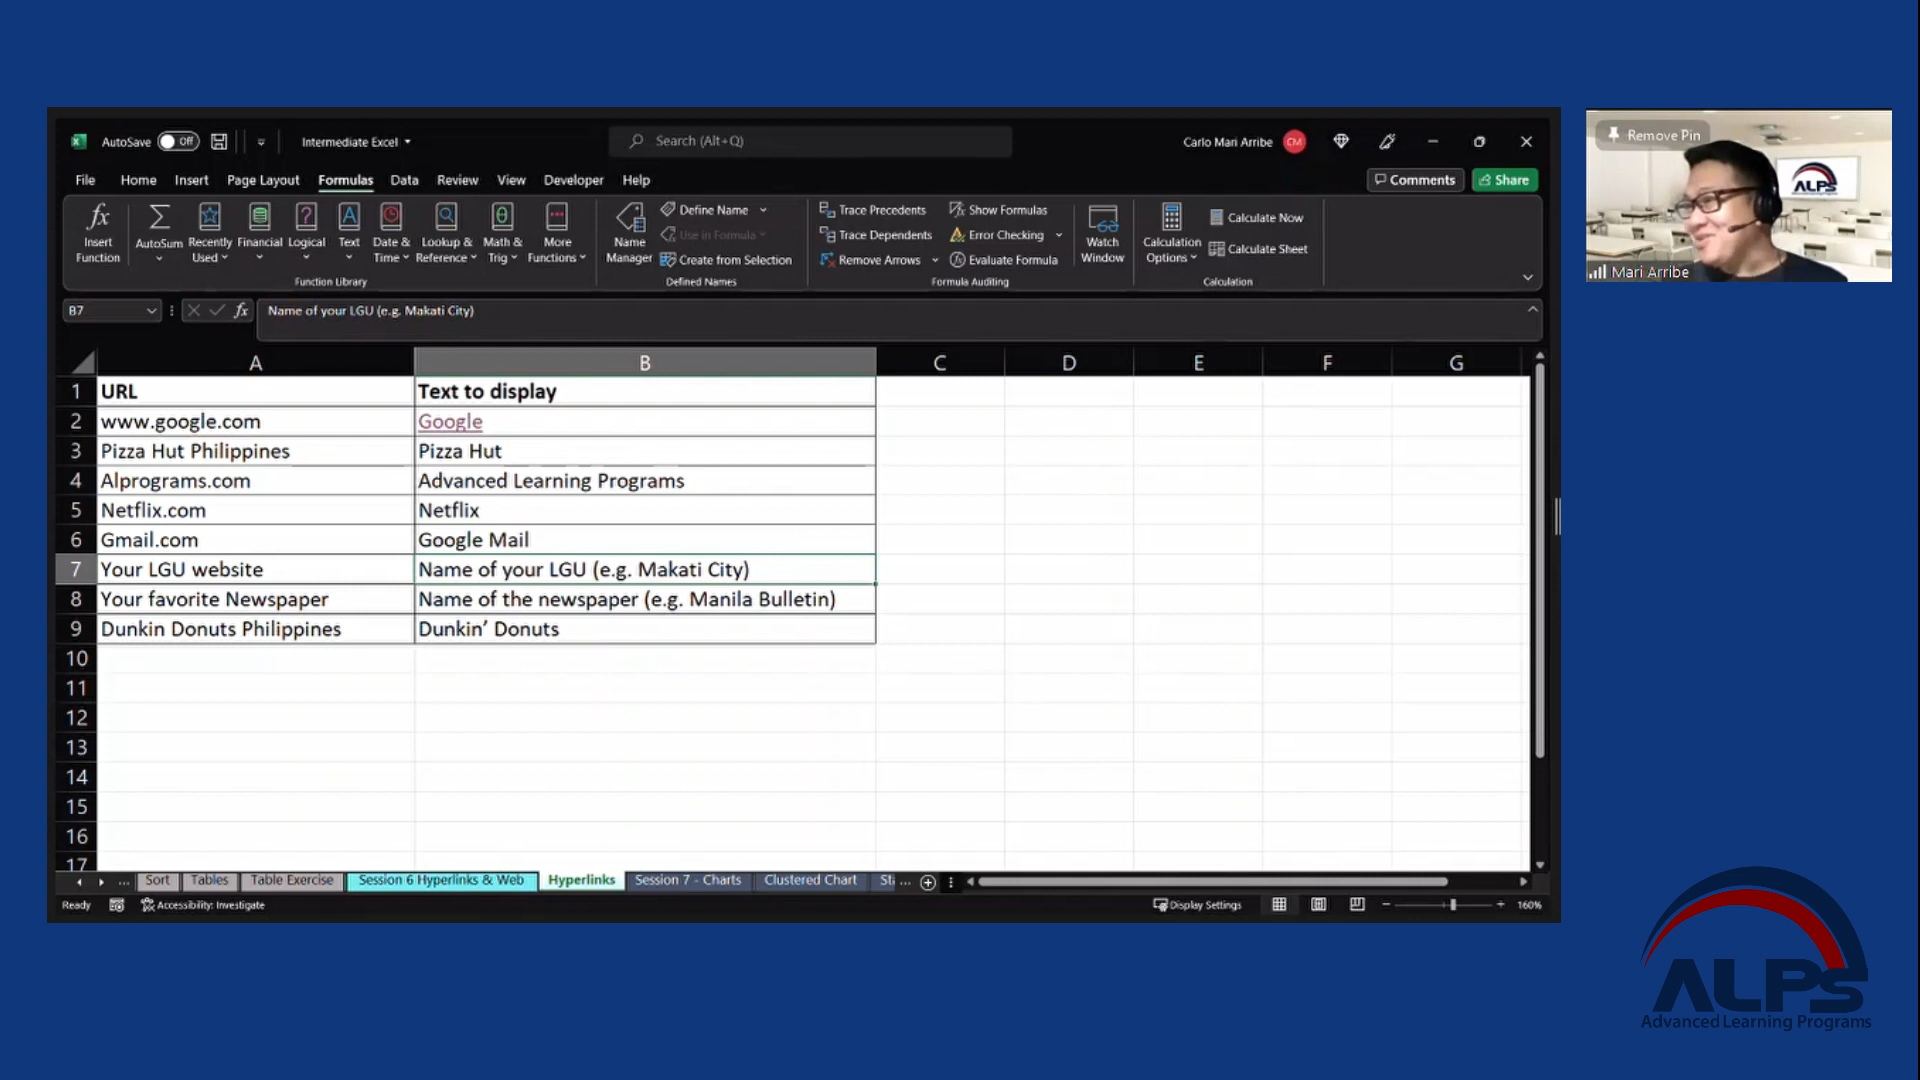 AutoSave Off Intermediate Excel Search (Alt+Q) Carlo Mari Arribe CM
File Home Insert Page Layout Formulas Data Review View Developer Help Comments Share
Insert Function
AutoSum
Recently Used
Financial
Logical
Text
Date & Time
Lookup & Reference
Math & Trig
More Functions
Function Library
Name Manager
Define Name
Use in Formula
Create from Selection
Defined Names
Trace Precedents
Trace Dependents
Remove Arrows
Show Formulas
Error Checking
Evaluate Formula
Formula Auditing
Watch Window
Calculation Options
Calculate Now
Calculate Sheet
Calculation
B7 fx Name of your LGU (e.g. Makati City)
A B C D E F G
1 URL Text to display
2 www.google.com Google
3 Pizza Hut Philippines Pizza Hut
4 Alprograms.com Advanced Learning Programs
5 Netflix.com Netflix
6 Gmail.com Google Mail
7 Your LGU website Name of your LGU (e.g. Makati City)
8 Your favorite Newspaper Name of the newspaper (e.g. Manila Bulletin)
9 Dunkin Donuts Philippines Dunkin’ Donuts
10
11
12
13
14
15
16
17
... Sort Tables Table Exercise Session 6 Hyperlinks & Web Hyperlinks Session 7 - Charts Clustered Chart St ...
Ready Accessibility: Investigate Display Settings 160%
Remove Pin
ALPs
Mari Arribe
ALPs
Advanced Learning Programs